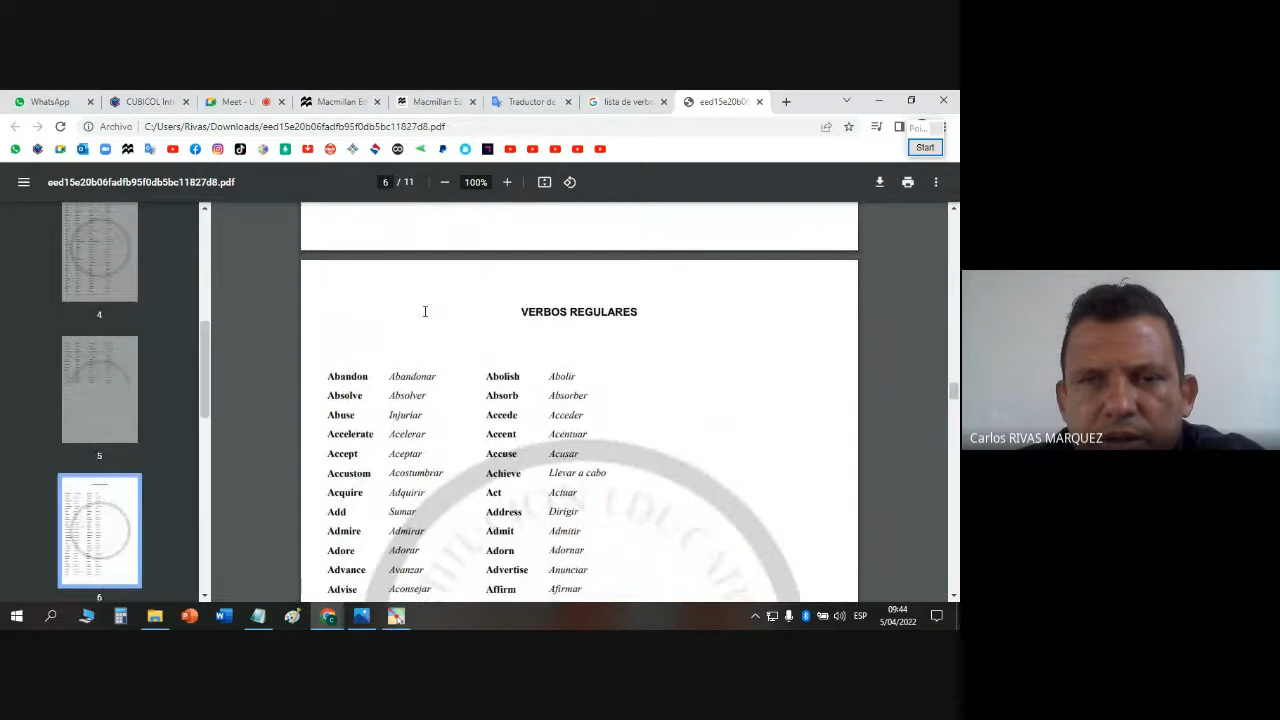 WhatsApp
CUBICOL Int
Meet - U
Macmillan Ed
Macmillan Ed
Traductor de
lista de verbo
eed15e20b06
Archivo
C:/Users/Rivas/Downloads/eed15e20b06fadfb95f0db5bc11827d8.pdf
Poi...
Start
eed15e20b06fadfb95f0db5bc11827d8.pdf
6 / 11
100%
4
5
6
VERBOS REGULARES
Abandon Abandonar Abolish Abolir
Absolve Absolver Absorb Absorber
Abuse Injuriar Accede Acceder
Accelerate Acelerar Accent Acentuar
Accept Aceptar Accuse Acusar
Accustom Acostumbrar Achieve Llevar a cabo
Acquire Adquirir Act Actuar
Add Sumar Address Dirigir
Admire Admirar Admit Admitir
Adore Adorar Adorn Adornar
Advance Avanzar Advertise Anunciar
Advise Aconsejar Affirm Afirmar
Carlos RIVAS MARQUEZ
ESP
09:44
5/04/2022